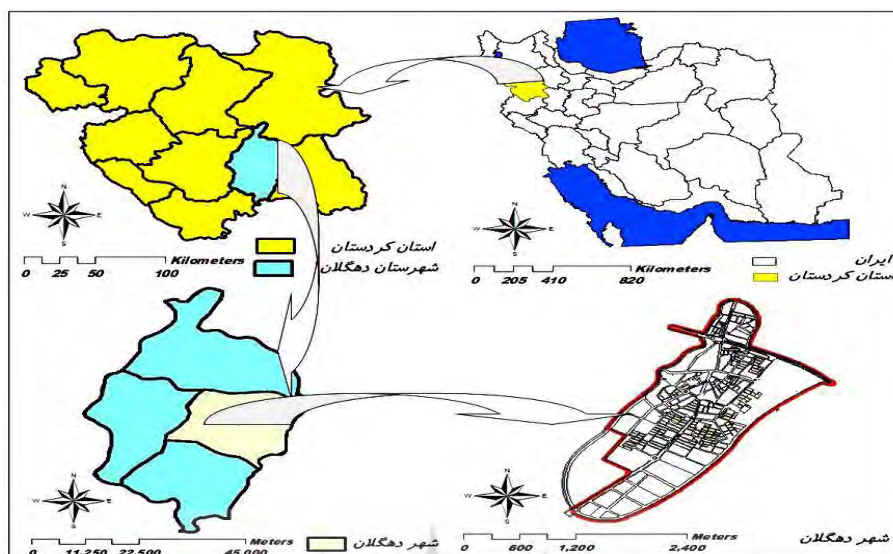 N
W E
S
استان کردستان
شهرستان دهگلان
0 25 50 100
Kilometers
N
W E
S
ایران
استان کردستان
0 205 410 820
Kilometers
N
W E
S
شهر دهگلان
0 11,250 22,500 45,000
Meters
N
W E
S
شهر دهگلان
0 600 1,200 2,400
Meters